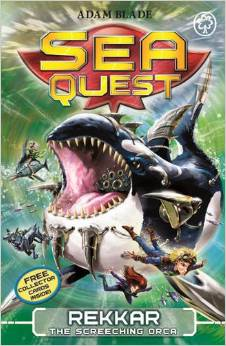 ADAM BLADE
SEA
QUEST
FREE
COLLECTOR
CARDS
INSIDE!
REKKAR
THE SCREECHING ORCA